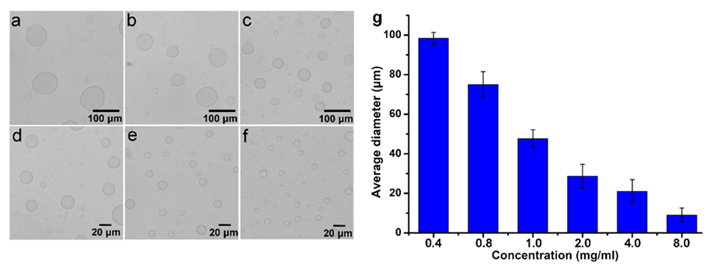 a
b
c
100 µm
100 µm
100 µm
d
e
f
20 µm
20 µm
20 µm
g
Average diameter (µm)
100
80
60
40
20
0
0.4 0.8 1.0 2.0 4.0 8.0
Concentration (mg/ml)